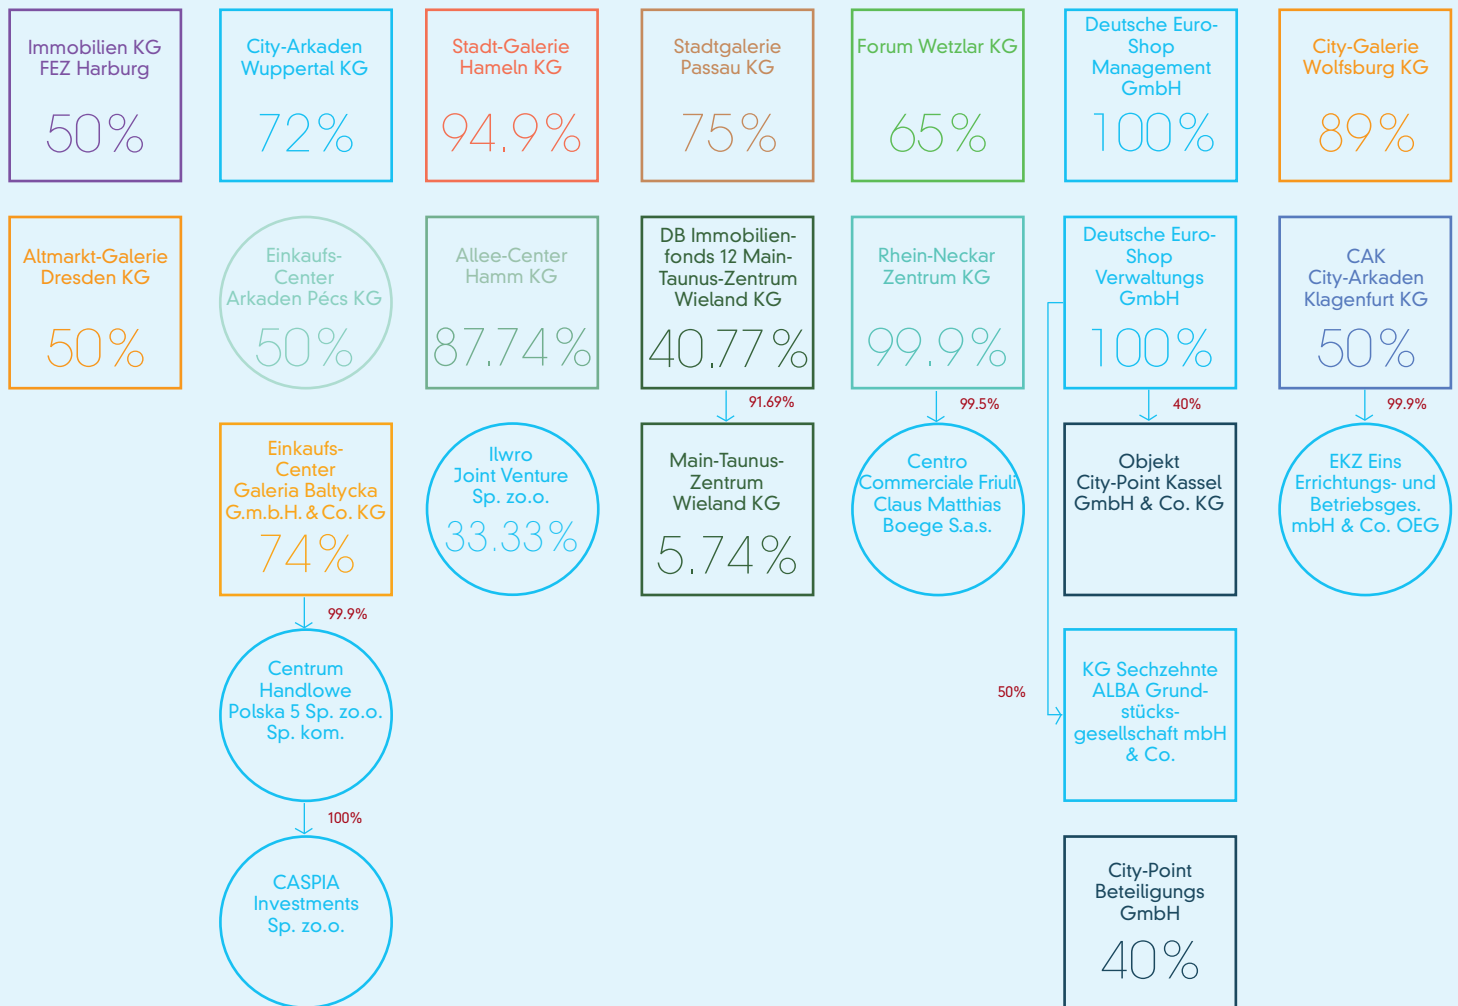 Immobilien KG
FEZ Harburg
50%
City-Arkaden
Wuppertal KG
72%
Stadt-Galerie
Hameln KG
94.9%
Stadtgalerie
Passau KG
75%
Forum Wetzlar KG
65%
Deutsche Euro-
Shop
Management
GmbH
100%
City-Galerie
Wolfsburg KG
89%
Altmarkt-Galerie
Dresden KG
50%
Einkaufs-
Center
Arkaden Pécs KG
50%
Allee-Center
Hamm KG
87.74%
DB Immobilien-
fonds 12 Main-
Taunus-Zentrum
Wieland KG
40.77%
Rhein-Neckar
Zentrum KG
99.9%
Deutsche Euro-
Shop
Verwaltungs
GmbH
100%
CAK
City-Arkaden
Klagenfurt KG
50%
91.69%
99.5%
40%
99.9%
Einkaufs-
Center
Galeria Baltycka
G.m.b.H. & Co. KG
74%
Ilwro
Joint Venture
Sp. zo.o.
33.33%
Main-Taunus-
Zentrum
Wieland KG
5.74%
Centro
Commerciale Friuli
Claus Matthias
Boege S.a.s.
Objekt
City-Point Kassel
GmbH & Co. KG
EKZ Eins
Errichtungs- und
Betriebsges.
mbH & Co. OEG
99.9%
Centrum
Handlowe
Polska 5 Sp. zo.o.
Sp. kom.
50%
KG Sechzehnte
ALBA Grund-
stücks-
gesellschaft mbH
& Co.
100%
CASPIA
Investments
Sp. zo.o.
City-Point
Beteiligungs
GmbH
40%